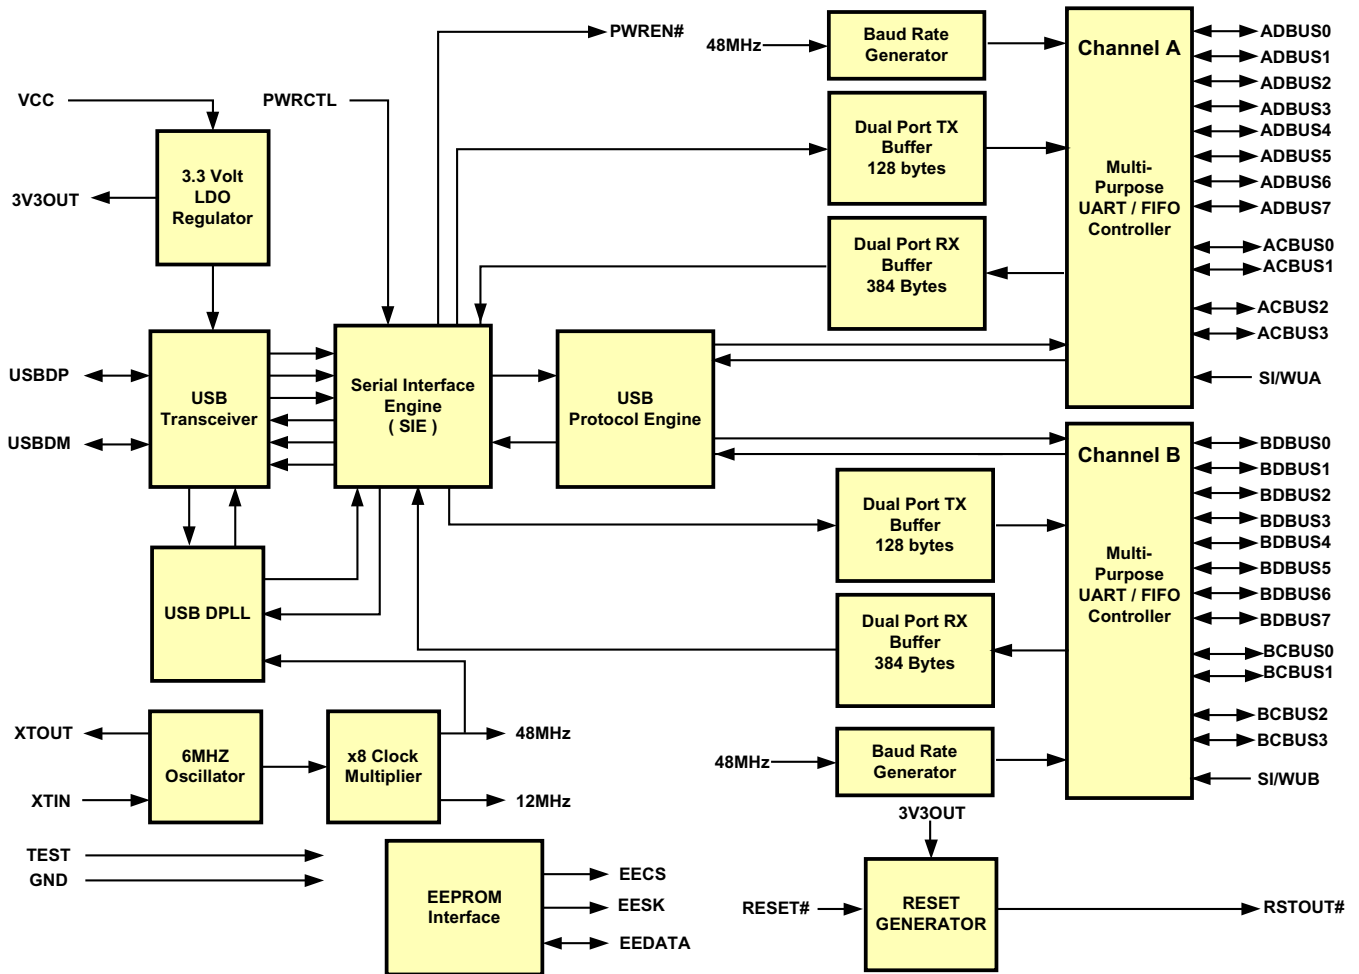 PWREN#
48MHz
Baud Rate
Generator
Channel A
Multi-
Purpose
UART / FIFO
Controller
ADBUS0
ADBUS1
ADBUS2
ADBUS3
ADBUS4
ADBUS5
ADBUS6
ADBUS7
ACBUS0
ACBUS1
ACBUS2
ACBUS3
SI/WUA
VCC
PWRCTL
3.3 Volt
LDO
Regulator
3V3OUT
Dual Port TX
Buffer
128 bytes
Dual Port RX
Buffer
384 Bytes
USBDP
USBDM
USB
Transceiver
Serial Interface
Engine
( SIE )
USB
Protocol Engine
Channel B
Multi-
Purpose
UART / FIFO
Controller
BDBUS0
BDBUS1
BDBUS2
BDBUS3
BDBUS4
BDBUS5
BDBUS6
BDBUS7
BCBUS0
BCBUS1
BCBUS2
BCBUS3
SI/WUB
Dual Port TX
Buffer
128 bytes
Dual Port RX
Buffer
384 Bytes
USB DPLL
XTOUT
XTIN
6MHZ
Oscillator
x8 Clock
Multiplier
48MHz
12MHz
48MHz
Baud Rate
Generator
TEST
GND
EEPROM
Interface
EECS
EESK
EEDATA
3V3OUT
RESET#
RESET
GENERATOR
RSTOUT#